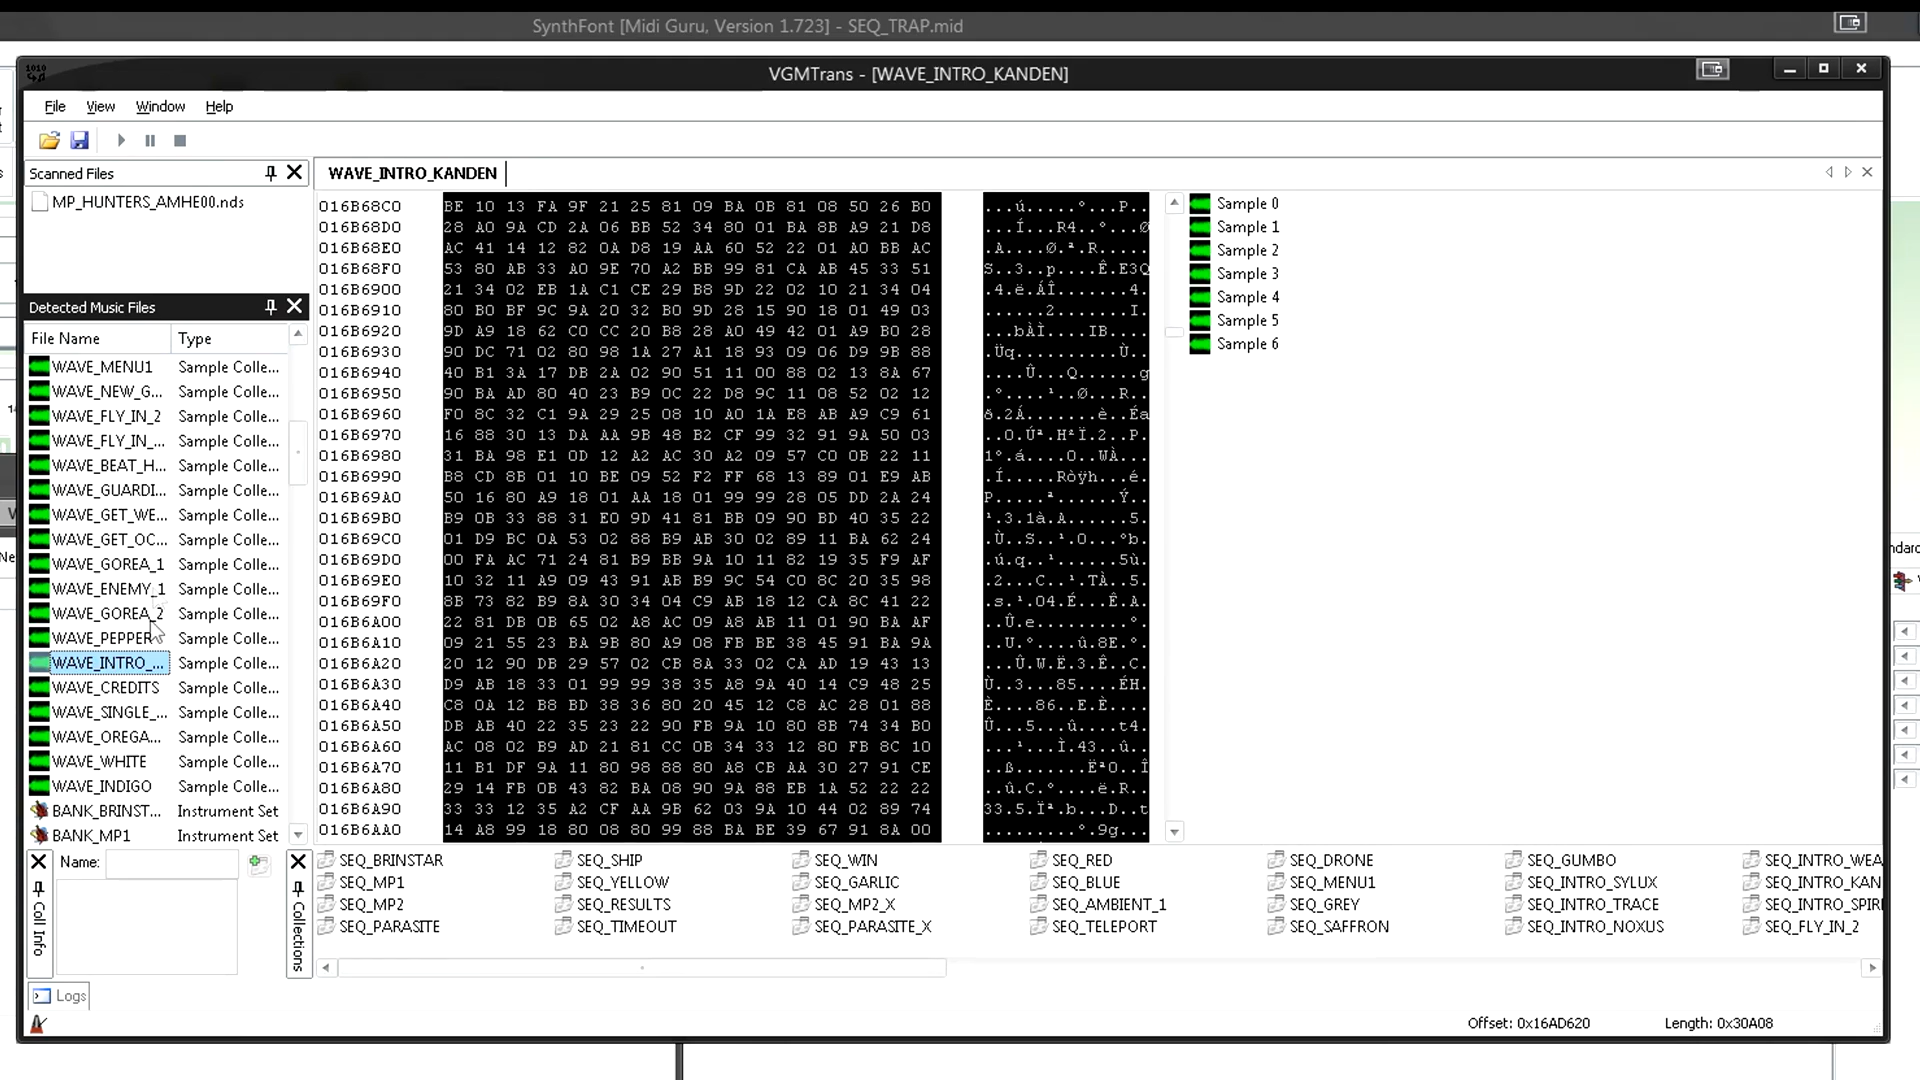 SynthFont [Midi Guru, Version 1.723] - SEQ_TRAP.mid
VGMTrans - [WAVE_INTRO_KANDEN]
File View Window Help
Scanned Files
MP_HUNTERS_AMHE00.nds
WAVE_INTRO_KANDEN
Detected Music Files
File Name Type
WAVE_MENU1 Sample Colle...
WAVE_NEW_G... Sample Colle...
WAVE_FLY_IN_2 Sample Colle...
WAVE_FLY_IN_... Sample Colle...
WAVE_BEAT_H... Sample Colle...
WAVE_GUARDI... Sample Colle...
WAVE_GET_WE... Sample Colle...
WAVE_GET_OC... Sample Colle...
WAVE_GOREA_1 Sample Colle...
WAVE_ENEMY_1 Sample Colle...
WAVE_GOREA_2 Sample Colle...
WAVE_PEPPER Sample Colle...
WAVE_INTRO_... Sample Colle...
WAVE_CREDITS Sample Colle...
WAVE_SINGLE_... Sample Colle...
WAVE_OREGA... Sample Colle...
WAVE_WHITE Sample Colle...
WAVE_INDIGO Sample Colle...
BANK_BRINST... Instrument Set
BANK_MP1 Instrument Set
016B68C0 BE 10 13 FA 9F 21 25 81 09 BA 0B 81 08 50 26 B0
016B68D0 28 A0 9A CD 2A 06 BB 52 34 80 01 BA 8B A9 21 D8
016B68E0 AC 41 14 12 82 0A D8 19 AA 60 52 22 01 A0 BB AC
016B68F0 53 80 AB 33 A0 9E 70 A2 BB 99 81 CA AB 45 33 51
016B6900 21 34 02 EB 1A C1 CE 29 B8 9D 22 02 10 21 34 04
016B6910 80 B0 BF 9C 9A 20 32 B0 9D 28 15 90 18 01 49 03
016B6920 9D A9 18 62 C0 CC 20 B8 28 A0 49 42 01 A9 B0 28
016B6930 90 DC 71 02 80 98 1A 27 A1 18 93 09 06 D9 9B 88
016B6940 40 B1 3A 17 DB 2A 02 90 51 11 00 88 02 13 8A 67
016B6950 90 BA AD 80 40 23 B9 0C 22 D8 9C 11 08 52 02 12
016B6960 F0 8C 32 C1 9A 29 25 08 10 A0 1A E8 AB A9 C9 61
016B6970 16 88 30 13 DA AA 9B 48 B2 CF 99 32 91 9A 50 03
016B6980 31 BA 98 E1 0D 12 A2 AC 30 A2 09 57 C0 0B 22 11
016B6990 B8 CD 8B 01 10 BE 09 52 F2 FF 68 13 89 01 E9 AB
016B69A0 50 16 80 A9 18 01 AA 18 01 99 99 28 05 DD 2A 24
016B69B0 B9 0B 33 88 31 E0 9D 41 81 BB 09 90 BD 40 35 22
016B69C0 01 D9 BC 0A 53 02 88 B9 AB 30 02 89 11 BA 62 24
016B69D0 00 FA AC 71 24 81 B9 BB 9A 10 11 82 19 35 F9 AF
016B69E0 10 32 11 A9 09 43 91 AB B9 9C 54 C0 8C 20 35 98
016B69F0 8B 73 82 B9 8A 30 34 04 C9 AB 18 12 CA 8C 41 22
016B6A00 22 81 DB 0B 65 02 A8 AC 09 A8 AB 11 01 90 BA AF
016B6A10 09 21 55 23 BA 9B 80 A9 08 FB BE 38 45 91 BA 9A
016B6A20 20 12 90 DB 29 57 02 CB 8A 33 02 CA AD 19 43 13
016B6A30 D9 AB 18 33 01 99 99 38 35 A8 9A 40 14 C9 48 25
016B6A40 C8 0A 12 B8 BD 38 36 80 20 45 12 C8 AC 28 01 88
016B6A50 DB AB 40 22 35 23 22 90 FB 9A 10 80 8B 74 34 B0
016B6A60 AC 08 02 B9 AD 21 81 CC 0B 34 33 12 80 FB 8C 10
016B6A70 11 B1 DF 9A 11 80 98 88 80 A8 CB AA 30 27 91 CE
016B6A80 29 14 FB 0B 43 82 BA 08 90 9A 88 EB 1A 52 22 22
016B6A90 33 33 12 35 A2 CF AA 9B 62 03 9A 10 44 02 89 74
016B6AA0 14 A8 99 18 80 08 80 99 88 BA BE 39 67 91 8A 00
Sample 0
Sample 1
Sample 2
Sample 3
Sample 4
Sample 5
Sample 6
Name:
Coll Info
Collections
SEQ_BRINSTAR SEQ_SHIP SEQ_WIN SEQ_RED SEQ_DRONE SEQ_GUMBO SEQ_INTRO_WEA
SEQ_MP1 SEQ_YELLOW SEQ_GARLIC SEQ_BLUE SEQ_MENU1 SEQ_INTRO_SYLUX SEQ_INTRO_KAN
SEQ_MP2 SEQ_RESULTS SEQ_MP2_X SEQ_AMBIENT_1 SEQ_GREY SEQ_INTRO_TRACE SEQ_INTRO_SPIR
SEQ_PARASITE SEQ_TIMEOUT SEQ_PARASITE_X SEQ_TELEPORT SEQ_SAFFRON SEQ_INTRO_NOXUS SEQ_FLY_IN_2
Logs
Offset: 0x16AD620 Length: 0x30A08